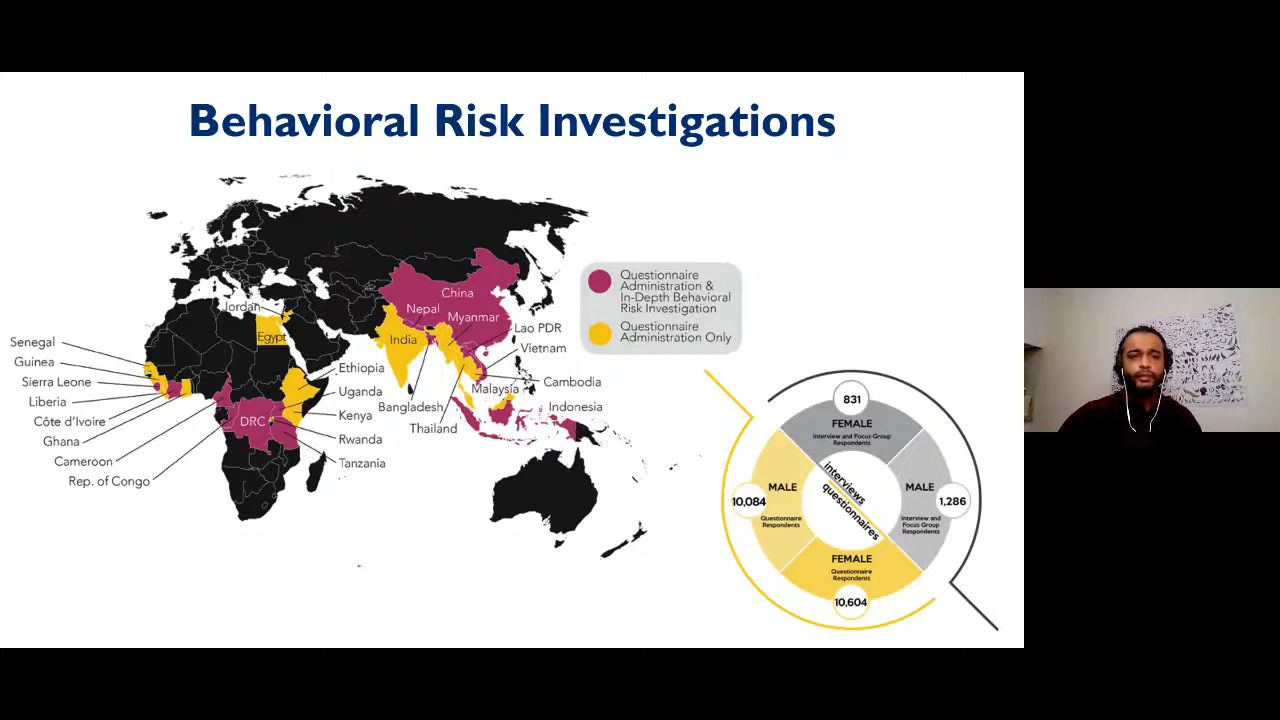 Behavioral Risk Investigations
Jordan
Egypt
Senegal
Guinea
Sierra Leone
Liberia
Côte d'Ivoire
Ghana
Cameroon
Rep. of Congo
DRC
Ethiopia
Uganda
Kenya
Rwanda
Tanzania
China
Nepal
Myanmar
India
Lao PDR
Vietnam
Cambodia
Malaysia
Indonesia
Bangladesh
Thailand
Questionnaire
Administration &
In-Depth Behavioral
Risk Investigation
Questionnaire
Administration Only
831
FEMALE
Interview and Focus Group
Respondents
10,084
MALE
Questionnaire
Respondents
interviews
questionnaires
MALE
1,286
Interview and
Focus Group
Respondents
FEMALE
Questionnaire
Respondents
10,604